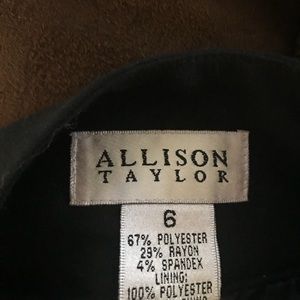 ALLISON
TAYLOR
6
67% POLYESTER
29% RAYON
4% SPANDEX
LINING:
100% POLYESTER